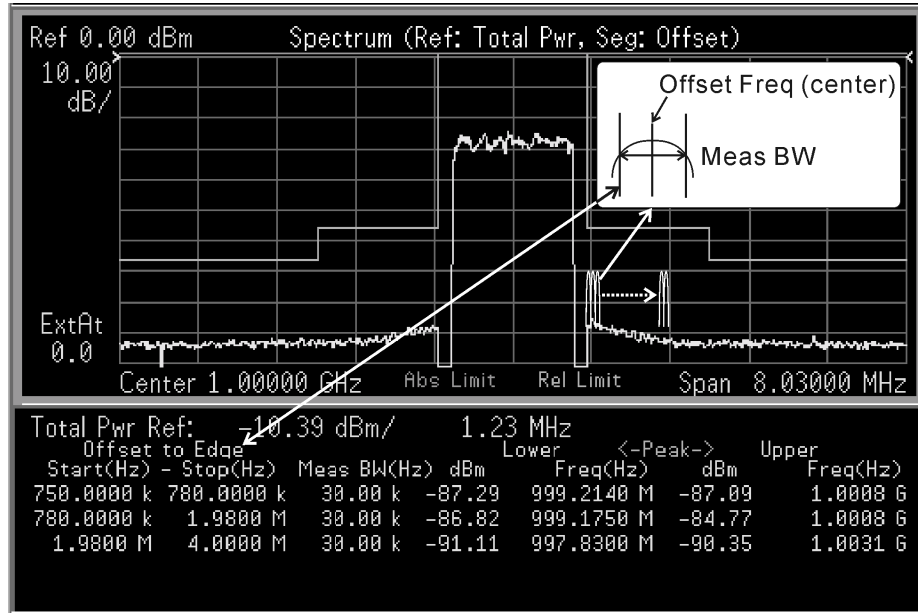 Ref 0.00 dBm Spectrum (Ref: Total Pwr, Seg: Offset)
10.00
dB/
Offset Freq (center)
Meas BW
ExtAt
0.0
Center 1.00000 GHz Abs Limit Rel Limit Span 8.03000 MHz
Total Pwr Ref: -10.39 dBm/ 1.23 MHz
Offset to Edge Lower <-Peak-> Upper
Start(Hz) - Stop(Hz) Meas BW(Hz) dBm Freq(Hz) dBm Freq(Hz)
750.0000 k 780.0000 k 30.00 k -87.29 999.2140 M -87.09 1.0008 G
780.0000 k 1.9800 M 30.00 k -86.82 999.1750 M -84.77 1.0008 G
1.9800 M 4.0000 M 30.00 k -91.11 997.8300 M -90.35 1.0031 G